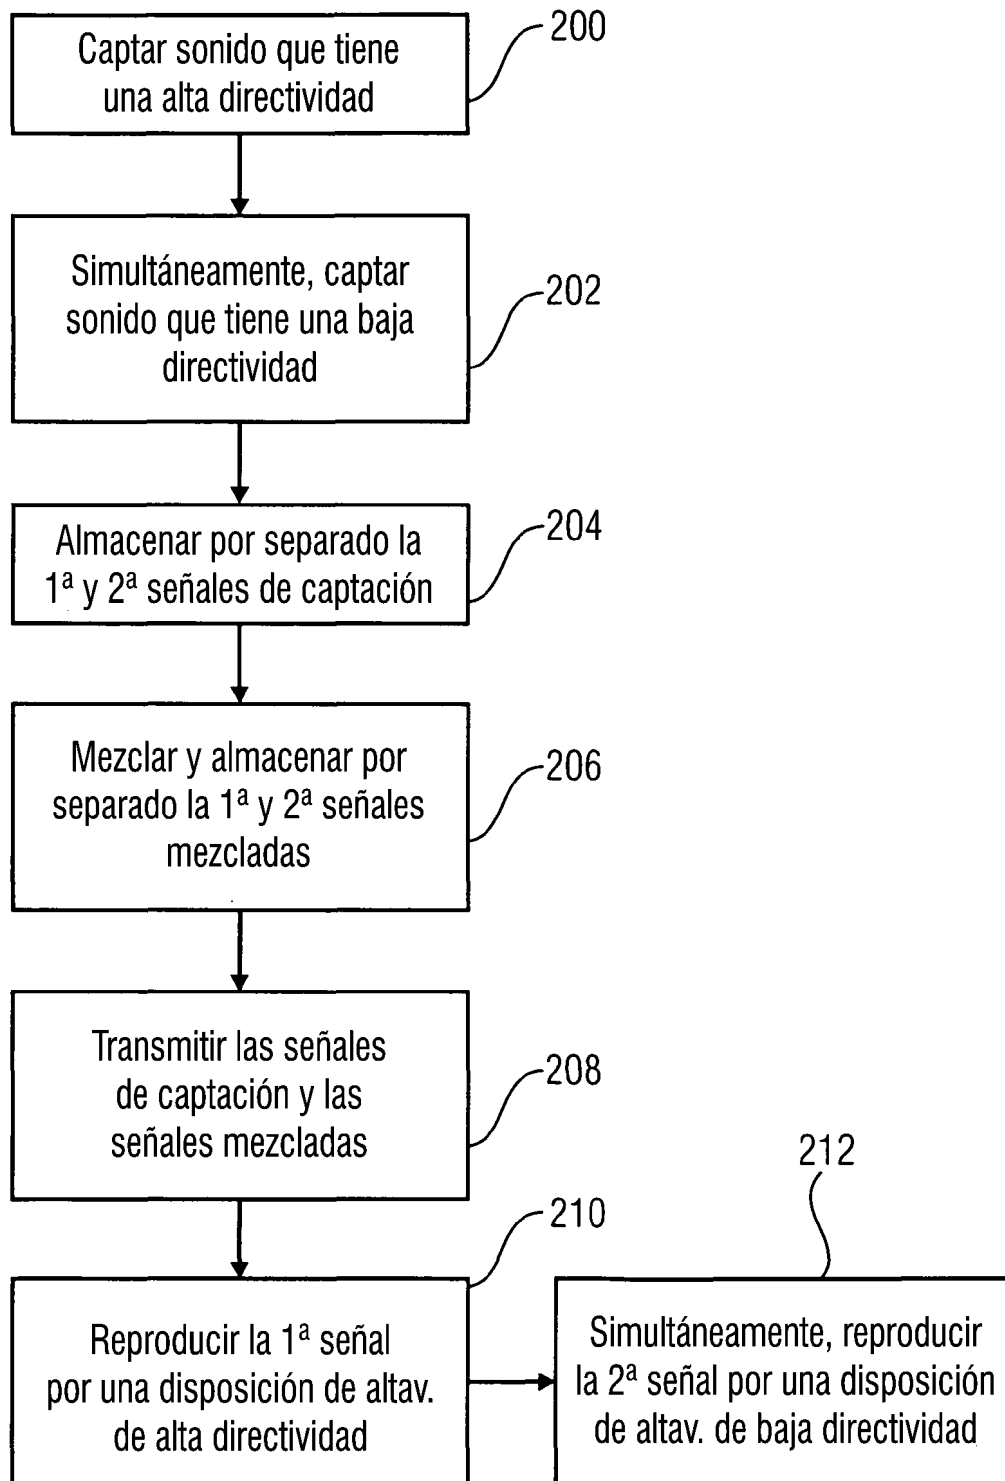 Captar sonido que tiene
una alta directividad
200
Simultáneamente, captar
sonido que tiene una baja
directividad
202
Almacenar por separado la
1ª y 2ª señales de captación
204
Mezclar y almacenar por
separado la 1ª y 2ª señales
mezcladas
206
Transmitir las señales
de captación y las
señales mezcladas
208
Reproducir la 1ª señal
por una disposición de altav.
de alta directividad
210
Simultáneamente, reproducir
la 2ª señal por una disposición
de altav. de baja directividad
212